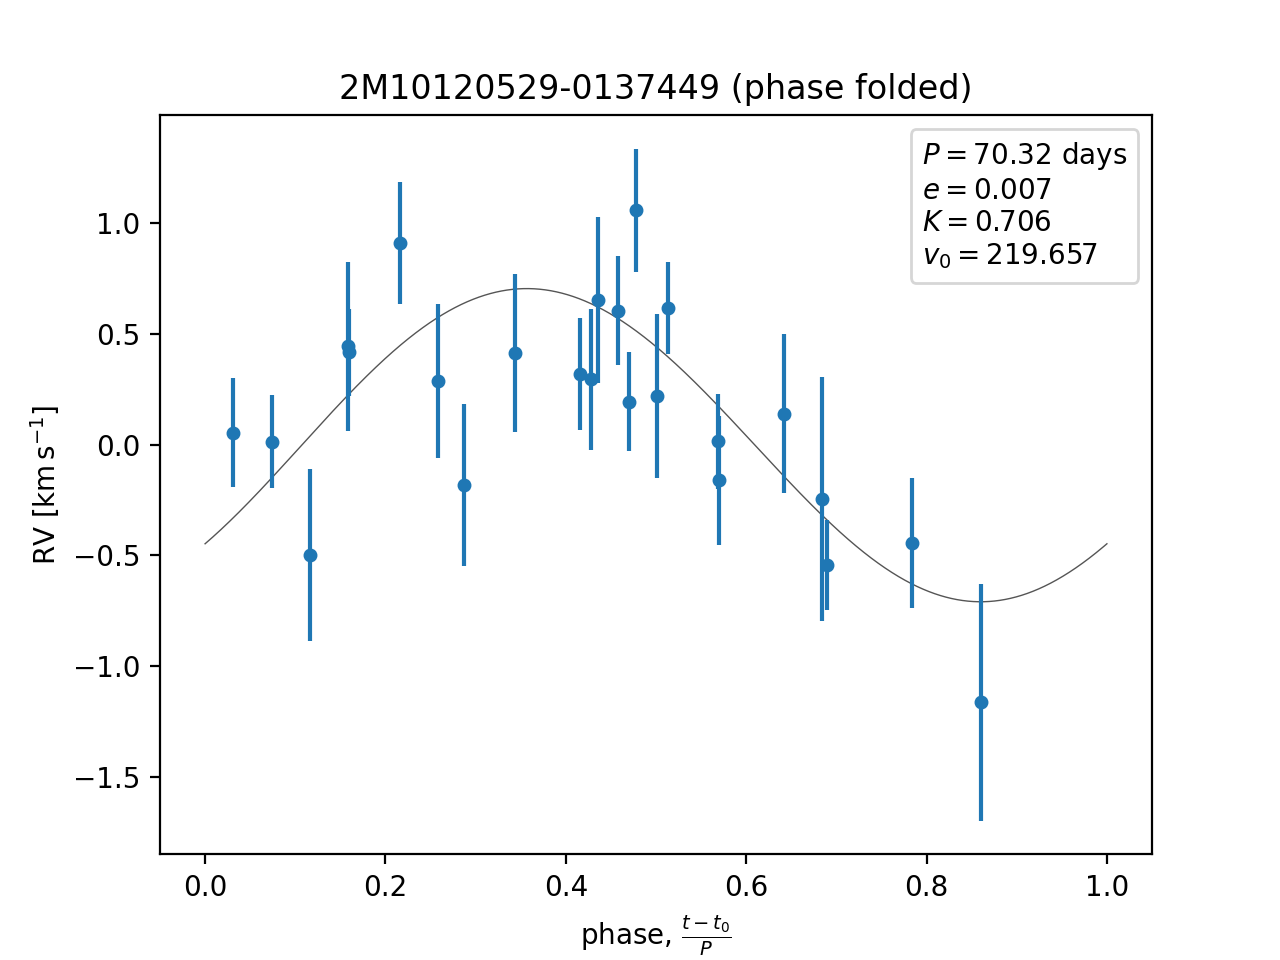 2M10120529-0137449 (phase folded)
P = 70.32 days
e = 0.007
K = 0.706
v₀ = 219.657
RV [km s⁻¹]
1.0
0.5
0.0
−0.5
−1.0
−1.5
0.0 0.2 0.4 0.6 0.8 1.0
phase, (t − t₀)/P